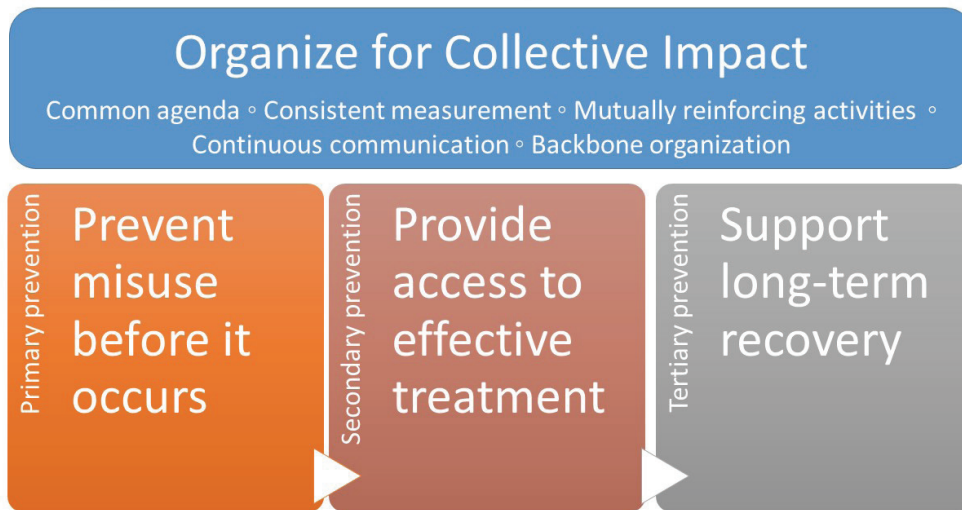 Organize for Collective Impact
Common agenda ◦ Consistent measurement ◦ Mutually reinforcing activities ◦
Continuous communication ◦ Backbone organization
Primary prevention
Prevent
misuse
before it
occurs
Secondary prevention
Provide
access to
effective
treatment
Tertiary prevention
Support
long-term
recovery